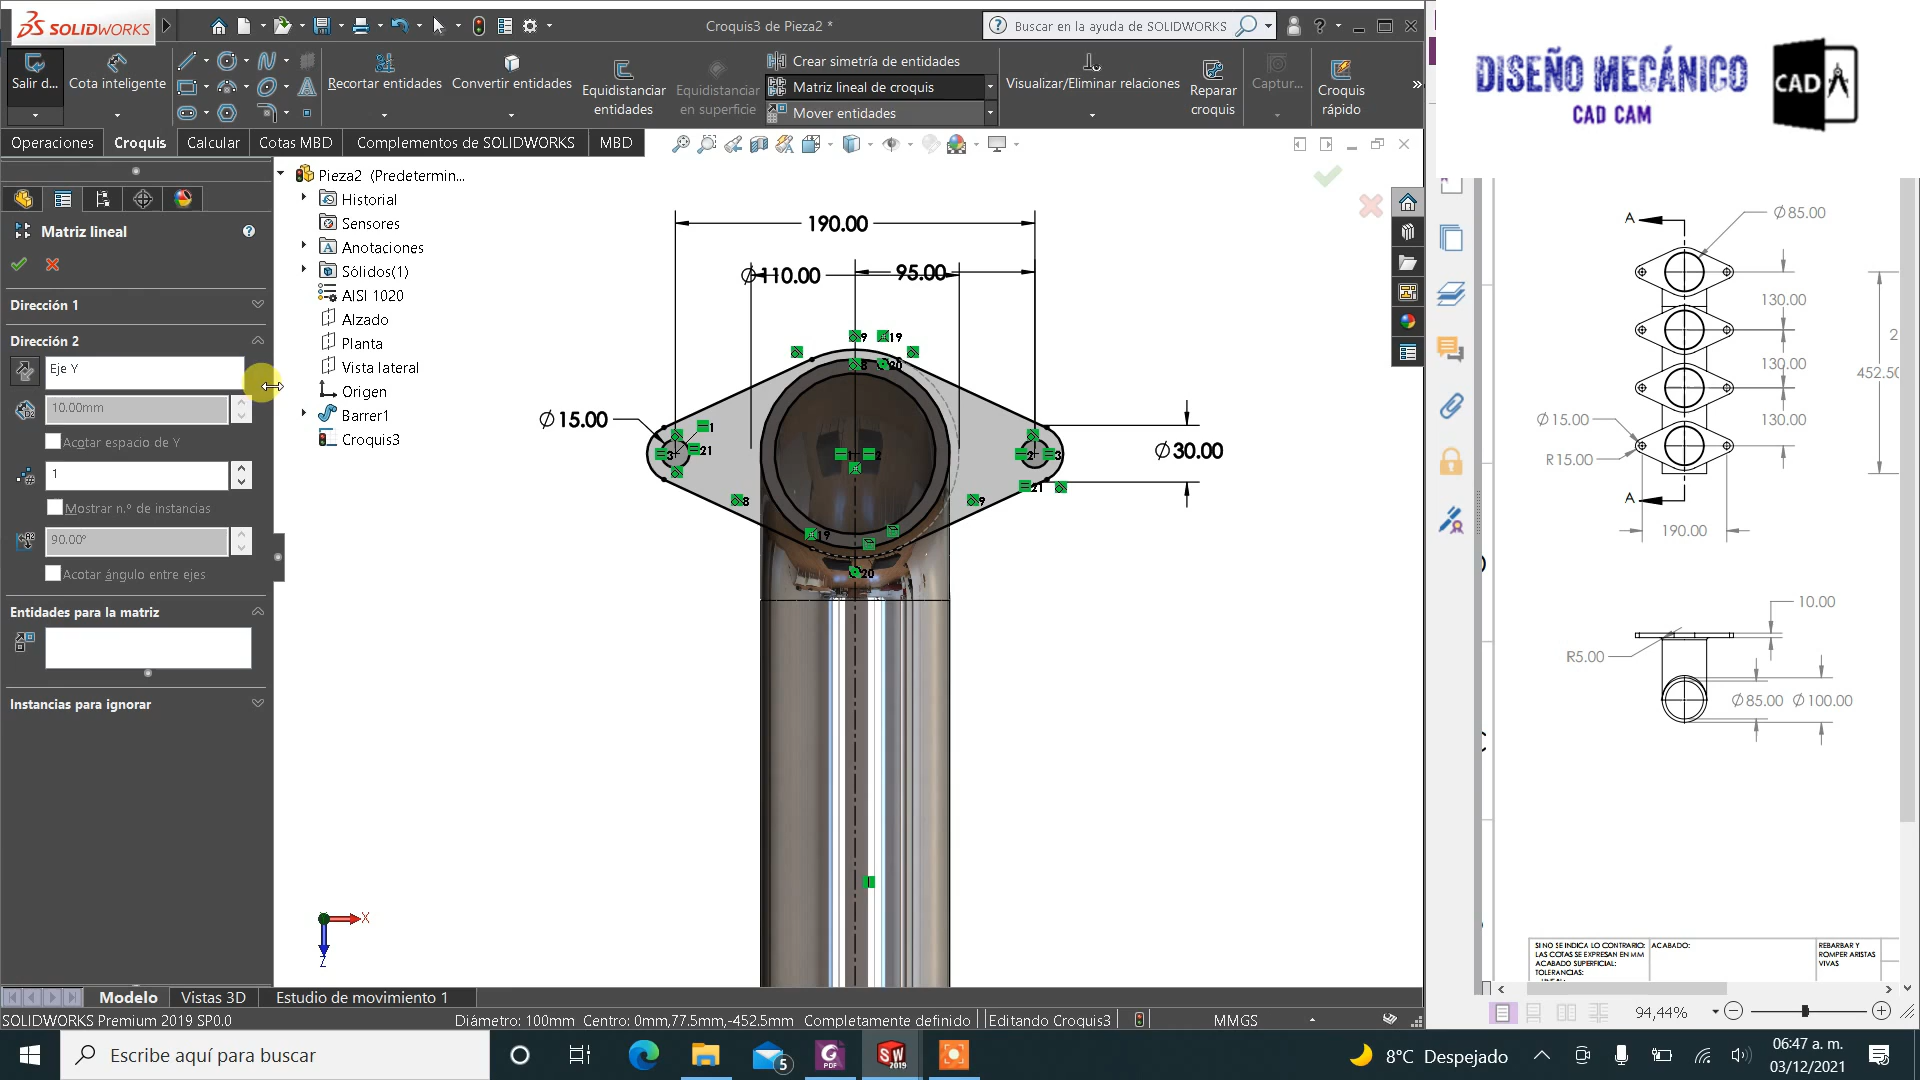 SOLIDWORKS
Croquis3 de Pieza2 *
Buscar en la ayuda de SOLIDWORKS
Salir d...
Cota inteligente
Recortar entidades
Convertir entidades
Equidistanciar entidades
Equidistanciar en superficie
Crear simetría de entidades
Matriz lineal de croquis
Mover entidades
Visualizar/Eliminar relaciones
Reparar croquis
Captur...
Croquis rápido
Operaciones
Croquis
Calcular
Cotas MBD
Complementos de SOLIDWORKS
MBD
Matriz lineal
Dirección 1
Dirección 2
Eje Y
10.00mm
Acotar espacio de Y
1
Mostrar n.º de instancias
90.00°
Acotar ángulo entre ejes
Entidades para la matriz
Instancias para ignorar
Pieza2 (Predetermin...
Historial
Sensores
Anotaciones
Sólidos(1)
AISI 1020
Alzado
Planta
Vista lateral
Origen
Barrer1
Croquis3
190.00
Ø110.00
95.00
Ø15.00
Ø30.00
X
Z
Modelo
Vistas 3D
Estudio de movimiento 1
SOLIDWORKS Premium 2019 SP0.0
Diámetro: 100mm
Centro: 0mm,77.5mm,-452.5mm
Completamente definido
Editando Croquis3
MMGS
DISEÑO MECÁNICO
CAD CAM
CAD
A
Ø85.00
130.00
130.00
452.50
Ø15.00
130.00
R15.00
A
190.00
10.00
R5.00
Ø85.00
Ø100.00
SI NO SE INDICA LO CONTRARIO:
LAS COTAS SE EXPRESAN EN MM
ACABADO SUPERFICIAL:
TOLERANCIAS:
ACABADO:
REBARBAR Y
ROMPER ARISTAS
VIVAS
94,44%
Escribe aquí para buscar
5
PDF
SW
2019
8°C Despejado
06:47 a. m.
03/12/2021